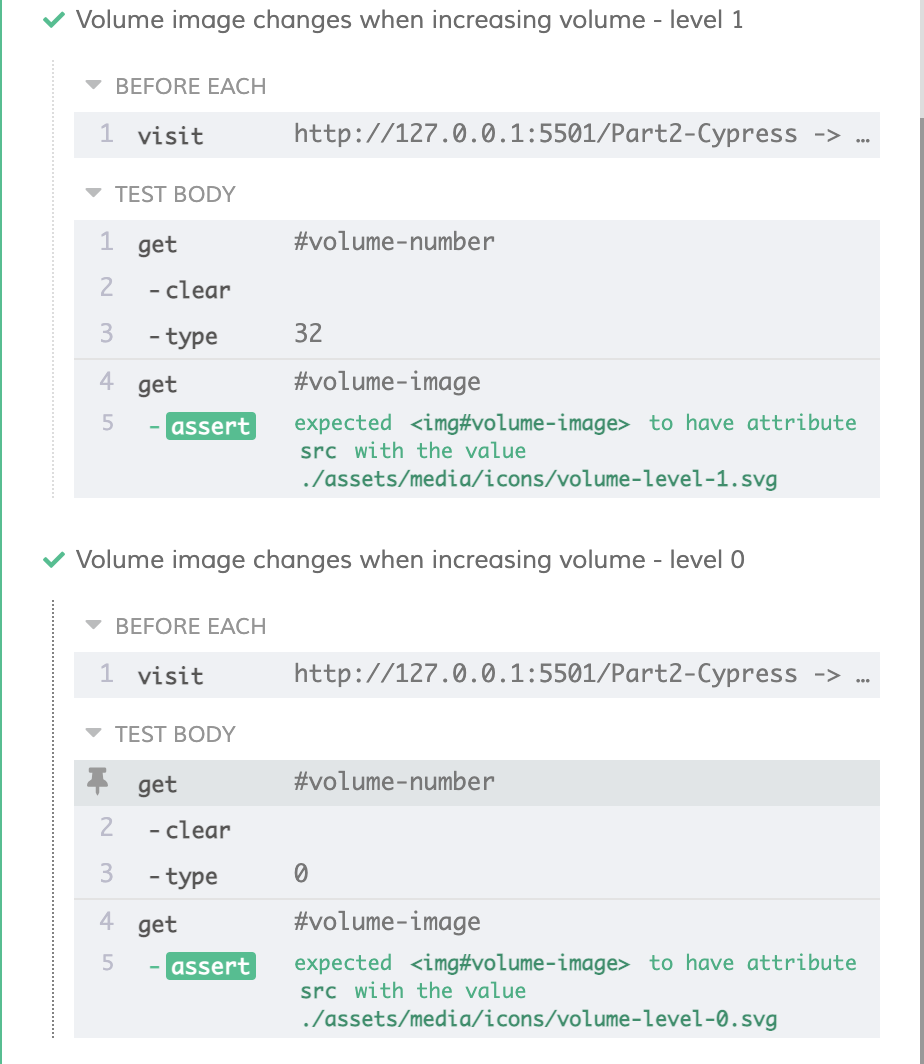 Volume image changes when increasing volume - level 1
BEFORE EACH
1 visit http://127.0.0.1:5501/Part2-Cypress -> …
TEST BODY
1 get #volume-number
2 -clear
3 -type 32
4 get #volume-image
5 -assert expected <img#volume-image> to have attribute
src with the value
./assets/media/icons/volume-level-1.svg
Volume image changes when increasing volume - level 0
BEFORE EACH
1 visit http://127.0.0.1:5501/Part2-Cypress -> …
TEST BODY
get #volume-number
2 -clear
3 -type 0
4 get #volume-image
5 -assert expected <img#volume-image> to have attribute
src with the value
./assets/media/icons/volume-level-0.svg